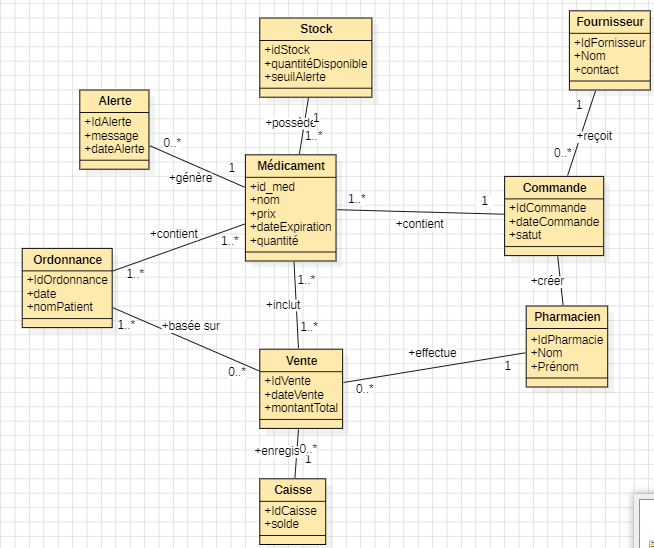 Stock
+idStock
+quantitéDisponible
+seuilAlerte
Fournisseur
+IdFornisseur
+Nom
+contact
Alerte
+IdAlerte
+message
+dateAlerte
+possède
1
1..*
1
+reçoit
0..*
0..*
+génère
1
Médicament
+id_med
+nom
+prix
+dateExpiration
+quantité
1..*
+contient
1
Commande
+IdCommande
+dateCommande
+satut
+contient
1..*
1..*
Ordonnance
+IdOrdonnance
+date
+nomPatient
+créer
1..*
+inclut
1..*
Pharmacien
+IdPharmacie
+Nom
+Prénom
1..*
+basée sur
0..*
Vente
+IdVente
+dateVente
+montantTotal
+effectue
0..*
1
+enregis
0..*
1
Caisse
+IdCaisse
+solde